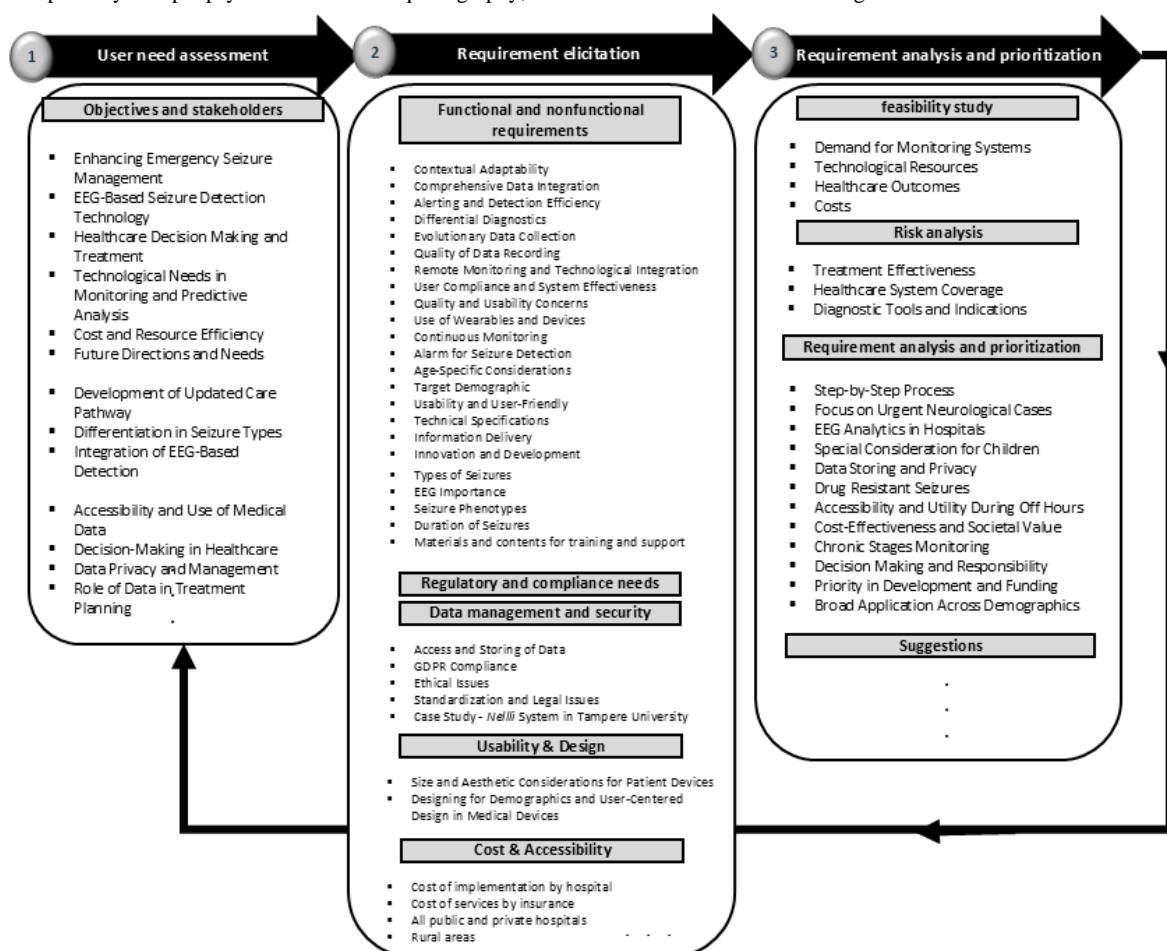 1
User need assessment
2
Requirement elicitation
3
Requirement analysis and prioritization
Objectives and stakeholders
▪ Enhancing Emergency Seizure
Management
▪ EEG-Based Seizure Detection
Technology
▪ Healthcare Decision Making and
Treatment
▪ Technological Needs in
Monitoring and Predictive
Analysis
▪ Cost and Resource Efficiency
▪ Future Directions and Needs
▪ Development of Updated Care
Pathway
▪ Differentiation in Seizure Types
▪ Integration of EEG-Based
Detection
▪ Accessibility and Use of Medical
Data
▪ Decision-Making in Healthcare
▪ Data Privacy and Management
▪ Role of Data in Treatment
Planning
Functional and nonfunctional
requirements
▪ Contextual Adaptability
▪ Comprehensive Data Integration
▪ Alerting and Detection Efficiency
▪ Differential Diagnostics
▪ Evolutionary Data Collection
▪ Quality of Data Recording
▪ Remote Monitoring and Technological Integration
▪ User Compliance and System Effectiveness
▪ Quality and Usability Concerns
▪ Use of Wearables and Devices
▪ Continuous Monitoring
▪ Alarm for Seizure Detection
▪ Age-Specific Considerations
▪ Target Demographic
▪ Usability and User-Friendly
▪ Technical Specifications
▪ Information Delivery
▪ Innovation and Development
▪ Types of Seizures
▪ EEG Importance
▪ Seizure Phenotypes
▪ Duration of Seizures
▪ Materials and contents for training and support
Regulatory and compliance needs
Data management and security
▪ Access and Storing of Data
▪ GDPR Compliance
▪ Ethical Issues
▪ Standardization and Legal Issues
▪ Case Study - Nelli System in Tampere University
Usability & Design
▪ Size and Aesthetic Considerations for Patient Devices
▪ Designing for Demographics and User-Centered
Design in Medical Devices
Cost & Accessibility
▪ Cost of implementation by hospital
▪ Cost of services by insurance
▪ All public and private hospitals
▪ Rural areas . . .
feasibility study
▪ Demand for Monitoring Systems
▪ Technological Resources
▪ Healthcare Outcomes
▪ Costs
Risk analysis
▪ Treatment Effectiveness
▪ Healthcare System Coverage
▪ Diagnostic Tools and Indications
Requirement analysis and prioritization
▪ Step-by-Step Process
▪ Focus on Urgent Neurological Cases
▪ EEG Analytics in Hospitals
▪ Special Consideration for Children
▪ Data Storing and Privacy
▪ Drug Resistant Seizures
▪ Accessibility and Utility During Off Hours
▪ Cost-Effectiveness and Societal Value
▪ Chronic Stages Monitoring
▪ Decision Making and Responsibility
▪ Priority in Development and Funding
▪ Broad Application Across Demographics
Suggestions
.
.
.